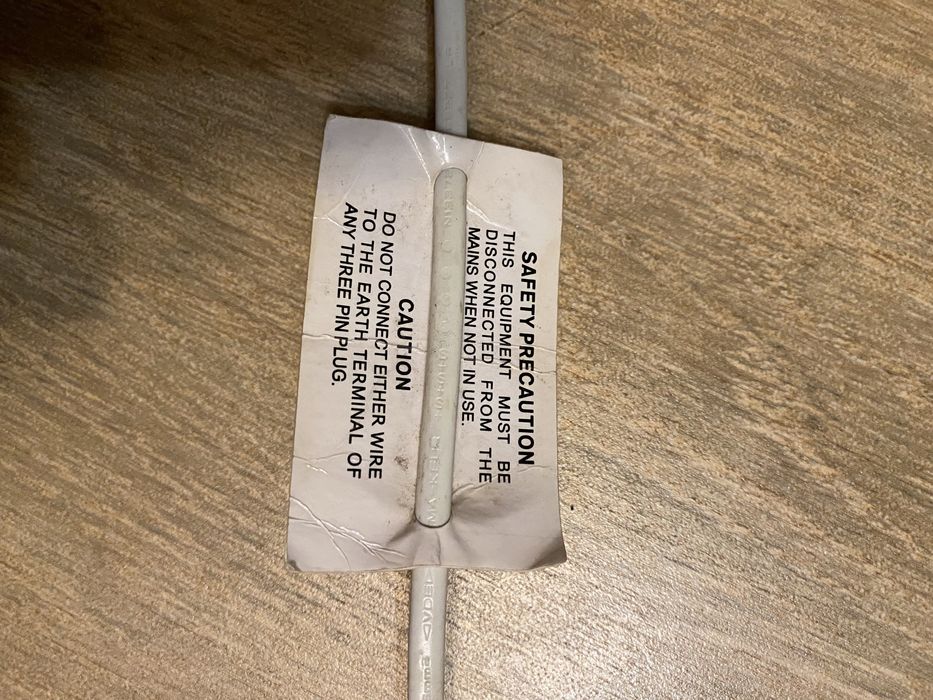 SAFETY PRECAUTION
THIS EQUIPMENT MUST BE
DISCONNECTED FROM THE
MAINS WHEN NOT IN USE.
CAUTION
DO NOT CONNECT EITHER WIRE
TO THE EARTH TERMINAL OF
ANY THREE PIN PLUG.